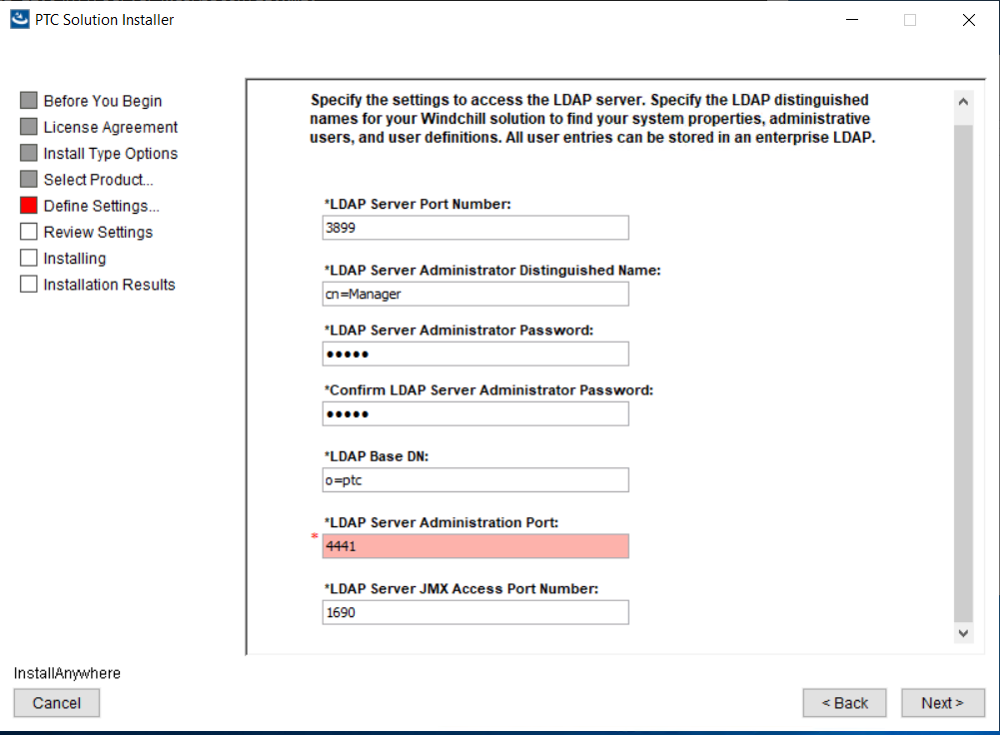 PTC Solution Installer
Before You Begin
License Agreement
Install Type Options
Select Product...
Define Settings...
Review Settings
Installing
Installation Results
Specify the settings to access the LDAP server. Specify the LDAP distinguished
names for your Windchill solution to find your system properties, administrative
users, and user definitions. All user entries can be stored in an enterprise LDAP.
*LDAP Server Port Number:
3899
*LDAP Server Administrator Distinguished Name:
cn=Manager
*LDAP Server Administrator Password:
•••••
*Confirm LDAP Server Administrator Password:
•••••
*LDAP Base DN:
o=ptc
*LDAP Server Administration Port:
* 4441
*LDAP Server JMX Access Port Number:
1690
InstallAnywhere
Cancel
< Back
Next >